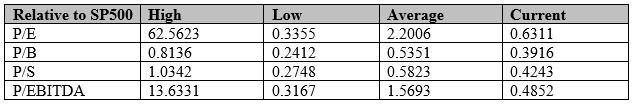 Relative to SP500 High Low Average Current
P/E 62.5623 0.3355 2.2006 0.6311
P/B 0.8136 0.2412 0.5351 0.3916
P/S 1.0342 0.2748 0.5823 0.4243
P/EBITDA 13.6331 0.3167 1.5693 0.4852